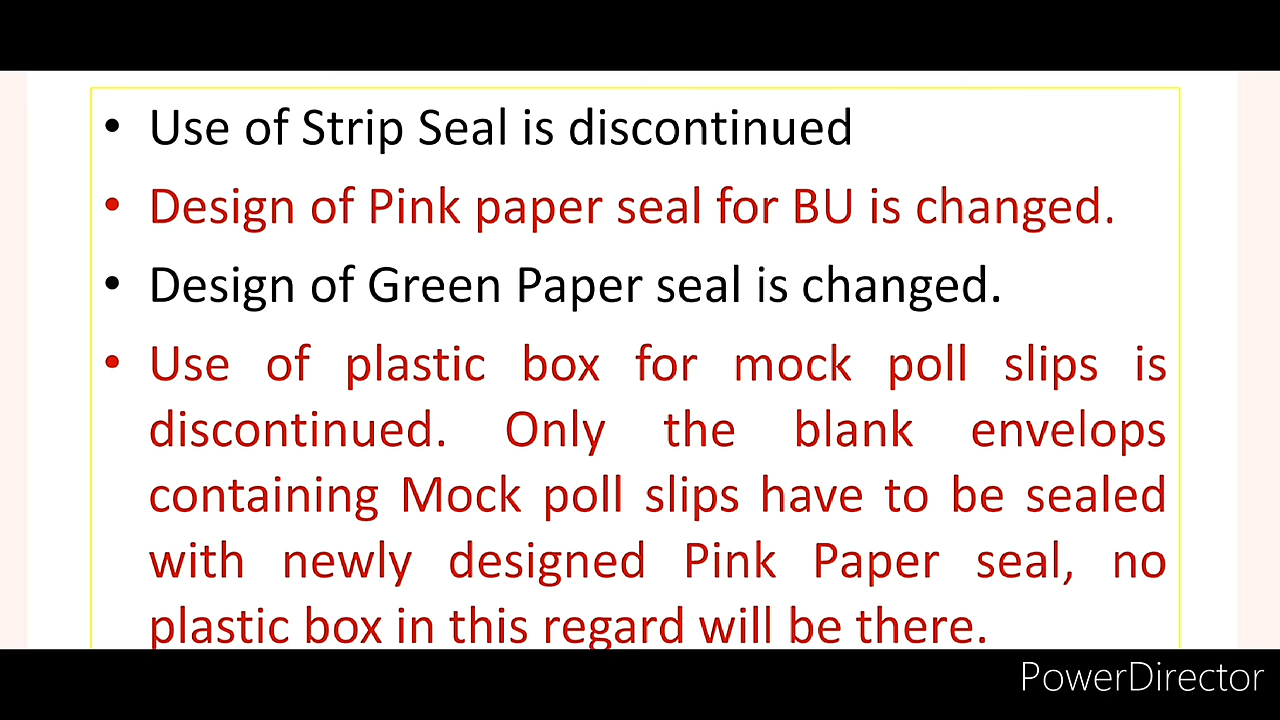 • Use of Strip Seal is discontinued
• Design of Pink paper seal for BU is changed.
• Design of Green Paper seal is changed.
• Use of plastic box for mock poll slips is
discontinued. Only the blank envelops
containing Mock poll slips have to be sealed
with newly designed Pink Paper seal, no
plastic box in this regard will be there.
PowerDirector